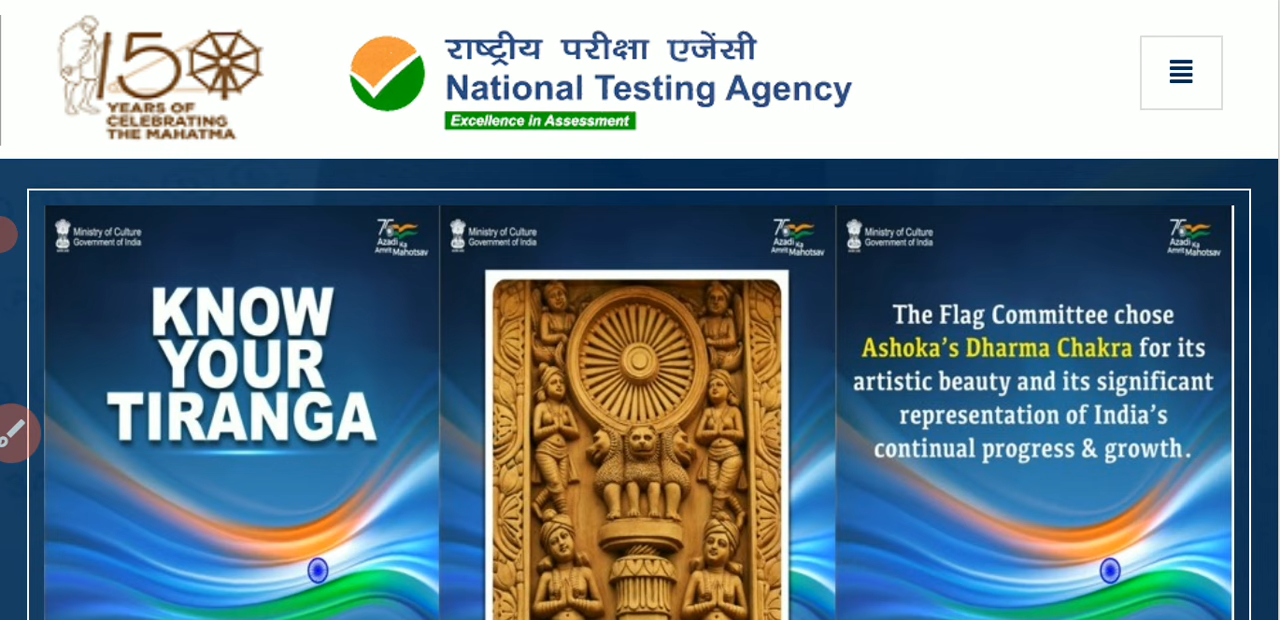 150
YEARS OF
CELEBRATING
THE MAHATMA
राष्ट्रीय परीक्षा एजेंसी
National Testing Agency
Excellence in Assessment
Ministry of Culture
Government of India
75
Azadi Ka
Amrit Mahotsav
KNOW
YOUR
TIRANGA
Ministry of Culture
Government of India
75
Azadi Ka
Amrit Mahotsav
Ministry of Culture
Government of India
75
Azadi Ka
Amrit Mahotsav
The Flag Committee chose
Ashoka's Dharma Chakra for its
artistic beauty and its significant
representation of India's
continual progress & growth.